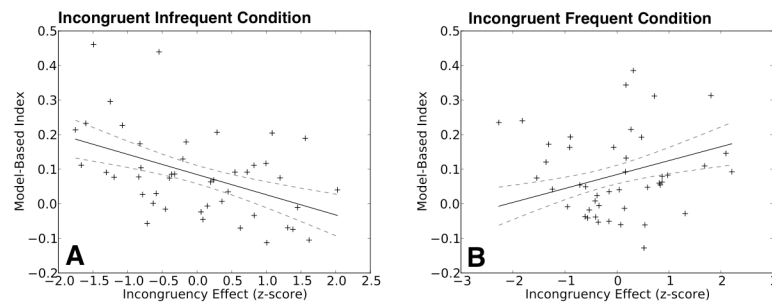 Incongruent Infrequent Condition
Model-Based Index
0.5
0.4
0.3
0.2
0.1
0.0
−0.1
−0.2
A
−2.0 −1.5 −1.0 −0.5 0.0 0.5 1.0 1.5 2.0 2.5
Incongruency Effect (z-score)
Incongruent Frequent Condition
Model-Based Index
0.5
0.4
0.3
0.2
0.1
0.0
−0.1
−0.2
B
−3 −2 −1 0 1 2 3
Incongruency Effect (z-score)